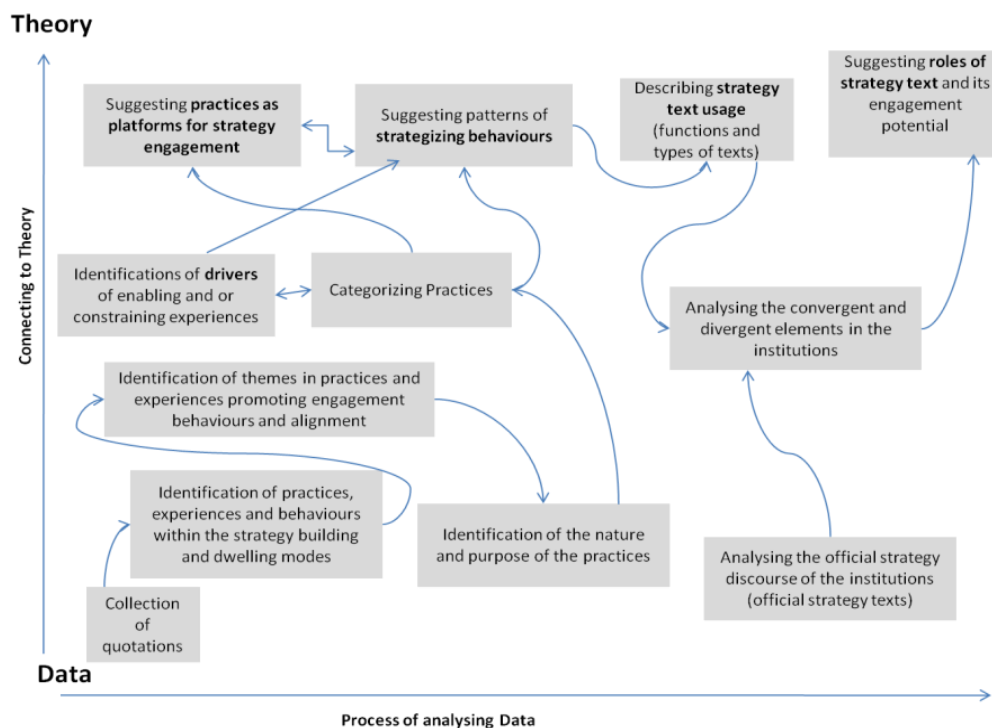 Theory
Suggesting practices as
platforms for strategy
engagement
Suggesting patterns of
strategizing behaviours
Describing strategy
text usage
(functions and
types of texts)
Suggesting roles of
strategy text and its
engagement
potential
Connecting to Theory
Identifications of drivers
of enabling and or
constraining experiences
Categorizing Practices
Analysing the convergent and
divergent elements in the
institutions
Identification of themes in practices and
experiences promoting engagement
behaviours and alignment
Identification of practices,
experiences and behaviours
within the strategy building
and dwelling modes
Identification of the nature
and purpose of the practices
Analysing the official strategy
discourse of the institutions
(official strategy texts)
Collection
of
quotations
Data
Process of analysing Data